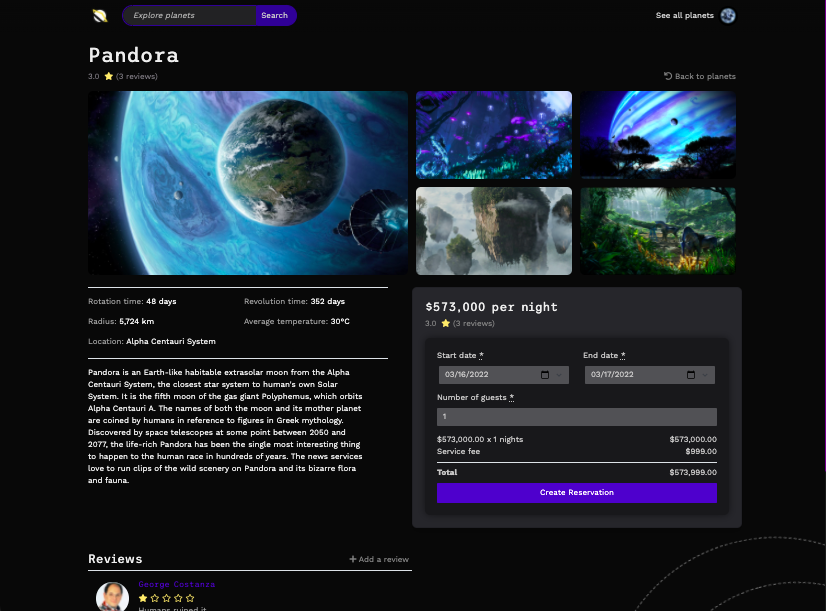 Explore planets
Search
See all planets
Pandora
3.0 (3 reviews)
Back to planets
Rotation time: 48 days
Revolution time: 352 days
Radius: 5,724 km
Average temperature: 30°C
Location: Alpha Centauri System
Pandora is an Earth-like habitable extrasolar moon from the Alpha
Centauri System, the closest star system to human's own Solar
System. It is the fifth moon of the gas giant Polyphemus, which orbits
Alpha Centauri A. The names of both the moon and its mother planet
are coined by humans in reference to figures in Greek mythology.
Discovered by space telescopes at some point between 2050 and
2077, the life-rich Pandora has been the single most interesting thing
to happen to the human race in hundreds of years. The news services
love to run clips of the wild scenery on Pandora and its bizarre flora
and fauna.
$573,000 per night
3.0 (3 reviews)
Start date *
End date *
03/16/2022
03/17/2022
Number of guests *
1
$573,000.00 x 1 nights
$573,000.00
Service fee
$999.00
Total
$573,999.00
Create Reservation
Reviews
+ Add a review
George Costanza
Humans ruined it